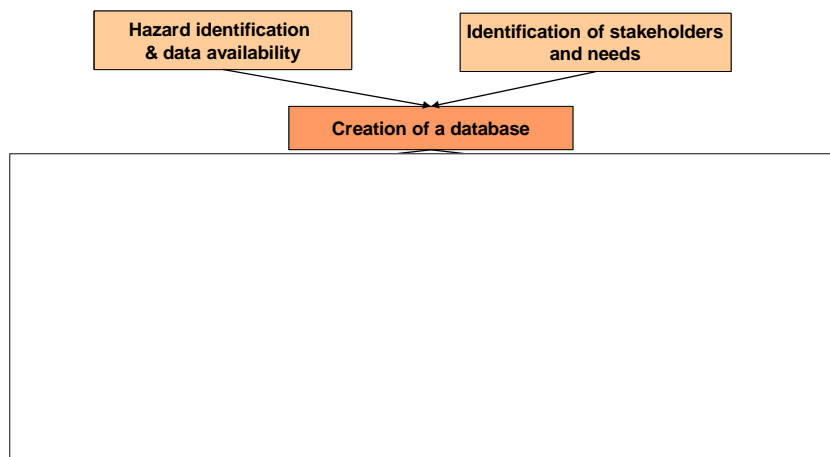 Hazard identification
& data availability
Identification of stakeholders
and needs
Creation of a database